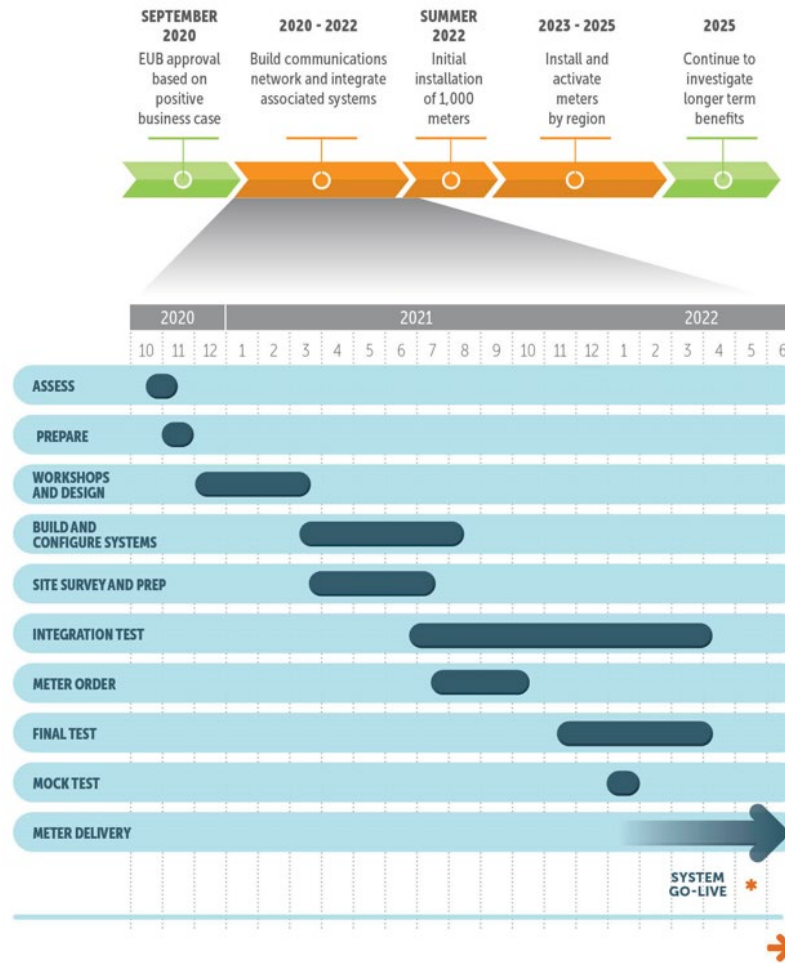 SEPTEMBER
2020
EUB approval
based on
positive
business case
2020 - 2022
Build communications
network and integrate
associated systems
SUMMER
2022
Initial
installation
of 1,000
meters
2023 - 2025
Install and
activate
meters
by region
2025
Continue to
investigate
longer term
benefits
2020 2021 2022
10 11 12 1 2 3 4 5 6 7 8 9 10 11 12 1 2 3 4 5 6
ASSESS
PREPARE
WORKSHOPS
AND DESIGN
BUILD AND
CONFIGURE SYSTEMS
SITE SURVEY AND PREP
INTEGRATION TEST
METER ORDER
FINAL TEST
MOCK TEST
METER DELIVERY
SYSTEM
GO-LIVE *